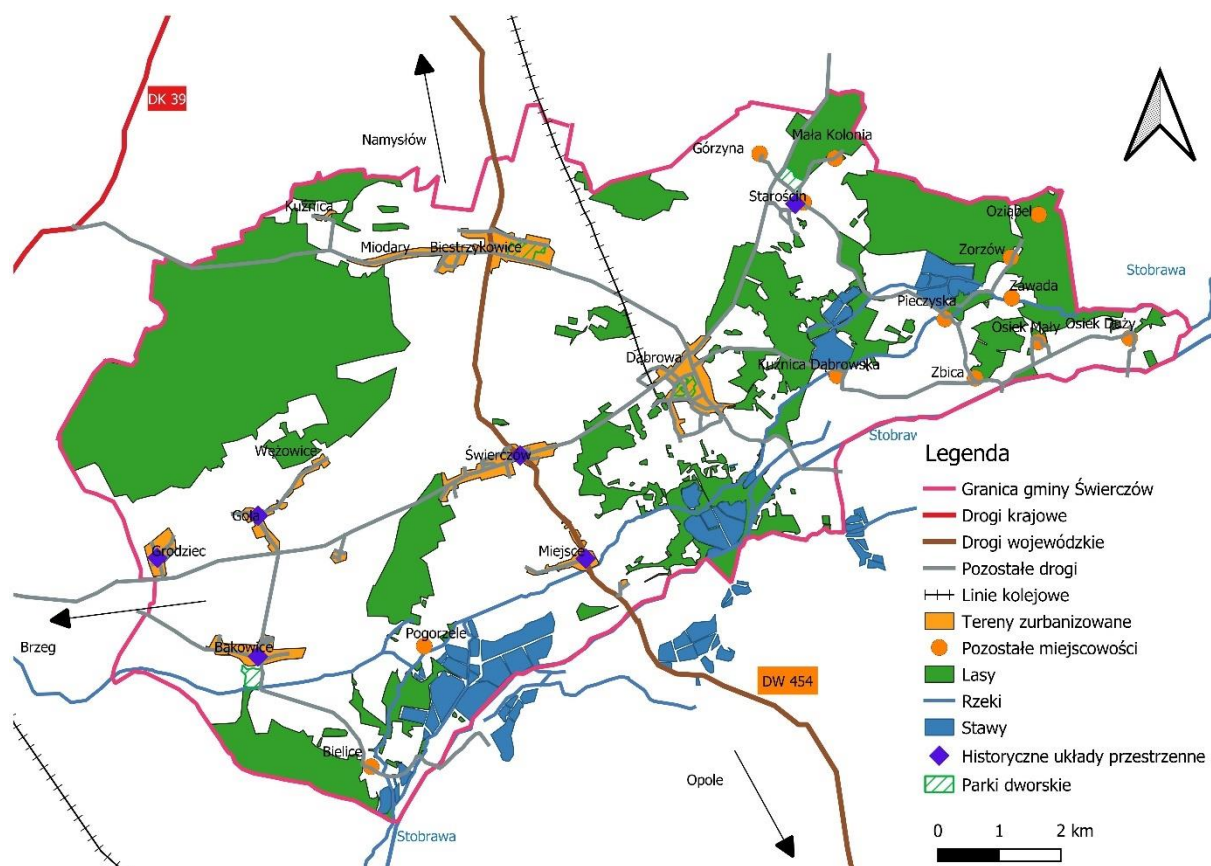 DK 39
Namysłów
Mała Kolonia
Górzyna
Starościn
Kuźnica
Oziąbel
Miodary
Biestrzykowice
Zorzów
Stobrawa
Zawada
Pieczyska
Osiek Mały
Osiek Duży
Dąbrowa
Kuźnica Dąbrowska
Zbica
Stobraw
Wężowice
Świerczów
Gola
Grodziec
Miejsce
Brzeg
Bąkowice
Pogorzele
DW 454
Bielice
Opole
Stobrawa
Legenda
Granica gminy Świerczów
Drogi krajowe
Drogi wojewódzkie
Pozostałe drogi
Linie kolejowe
Tereny zurbanizowane
Pozostałe miejscowości
Lasy
Rzeki
Stawy
Historyczne układy przestrzenne
Parki dworskie
0 1 2 km